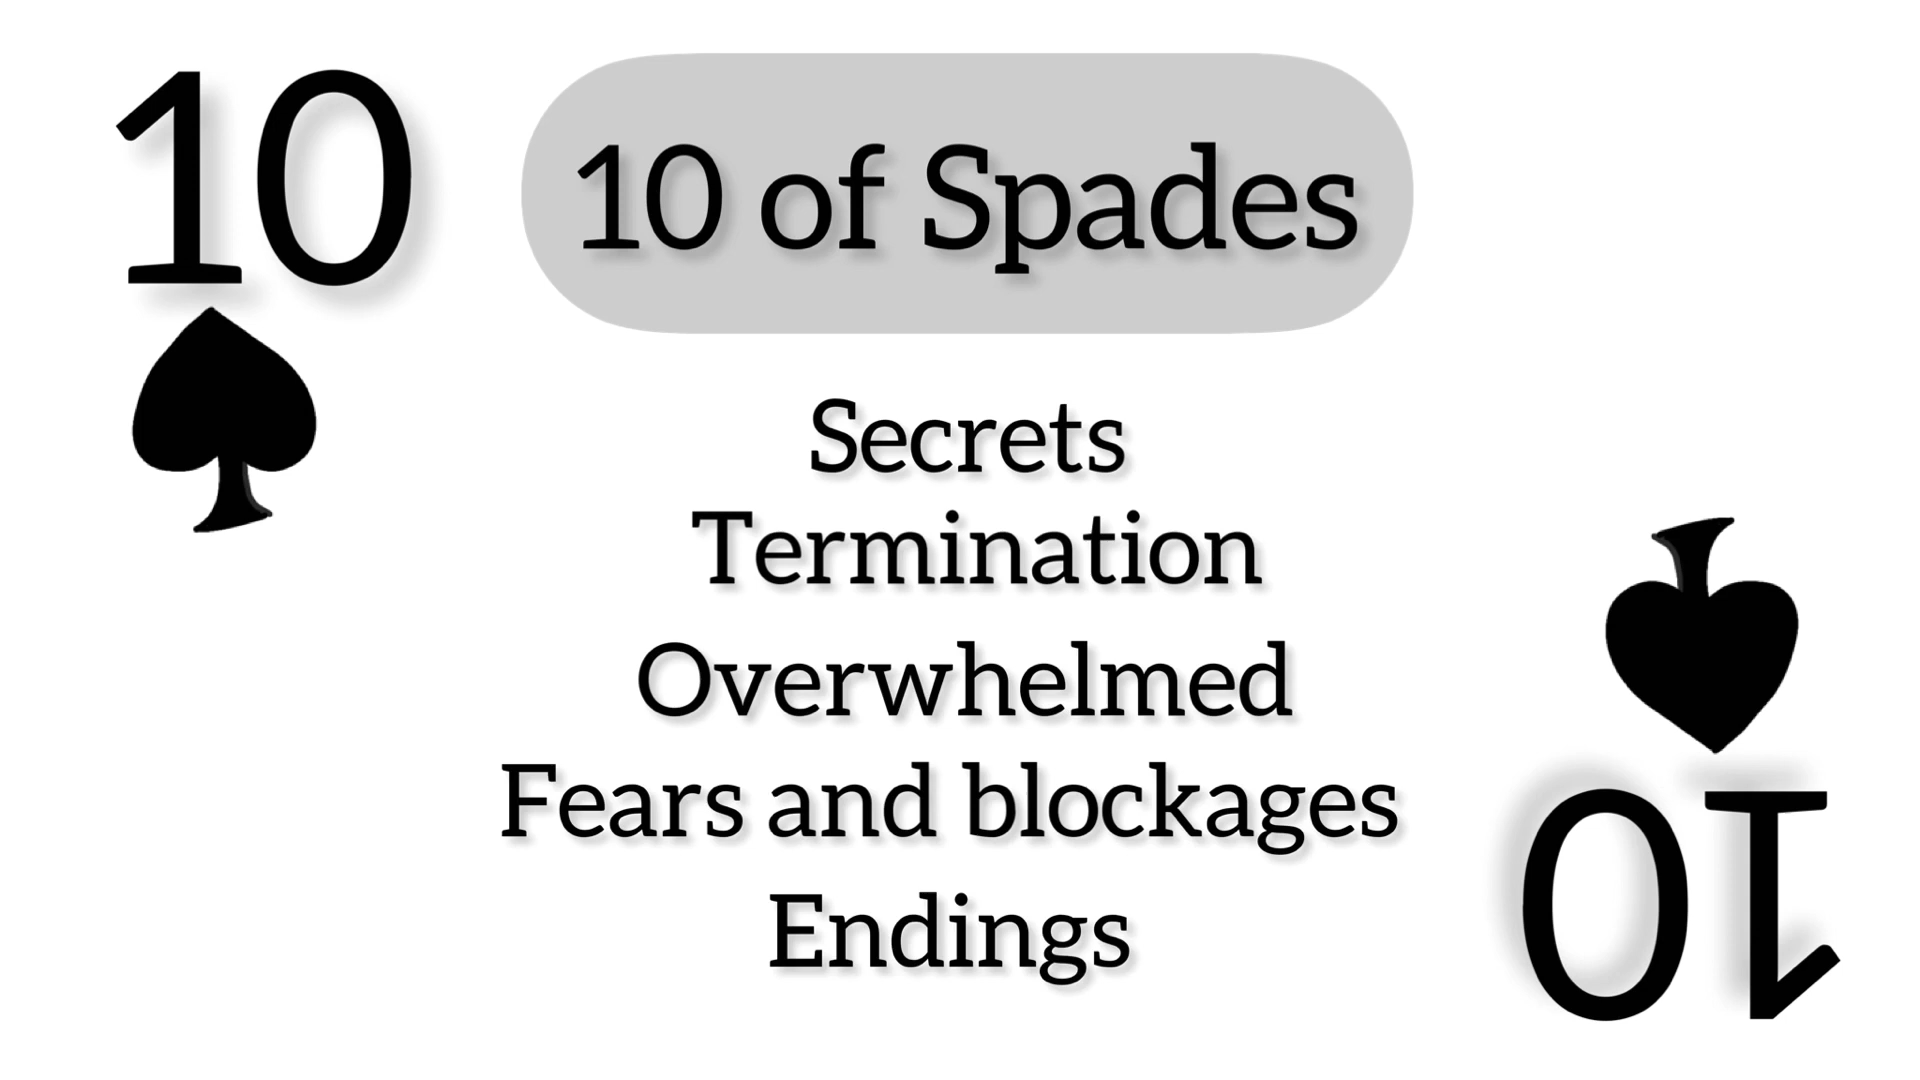 10
10 of Spades
Secrets
Termination
Overwhelmed
Fears and blockages
Endings
10